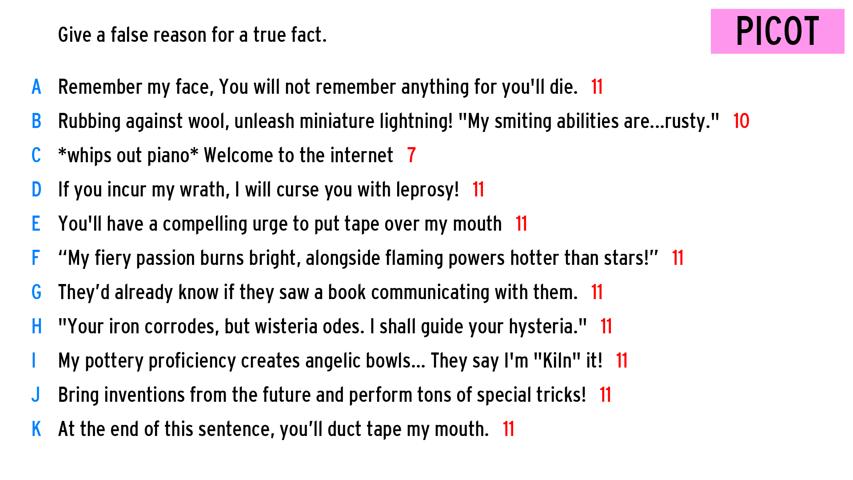 Give a false reason for a true fact.
PICOT
A Remember my face, You will not remember anything for you'll die. 11
B Rubbing against wool, unleash miniature lightning! "My smiting abilities are...rusty." 10
C *whips out piano* Welcome to the internet 7
D If you incur my wrath, I will curse you with leprosy! 11
E You'll have a compelling urge to put tape over my mouth 11
F “My fiery passion burns bright, alongside flaming powers hotter than stars!” 11
G They’d already know if they saw a book communicating with them. 11
H "Your iron corrodes, but wisteria odes. I shall guide your hysteria." 11
I My pottery proficiency creates angelic bowls... They say I'm "Kiln" it! 11
J Bring inventions from the future and perform tons of special tricks! 11
K At the end of this sentence, you’ll duct tape my mouth. 11